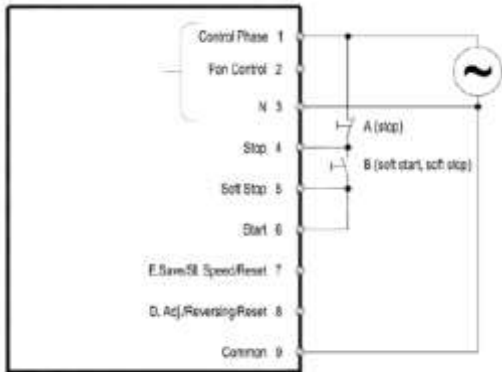 Control Phase 1
Fan Control 2
N 3
A (stop)
Stop 4
B (soft start, soft stop)
Soft Stop 5
Start 6
E.Save/Sl. Speed/Reset 7
D. Adj./Reversing/Reset 8
Common 9